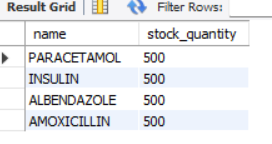 Result Grid Filter Rows:
name stock_quantity
PARACETAMOL 500
INSULIN 500
ALBENDAZOLE 500
AMOXICILLIN 500